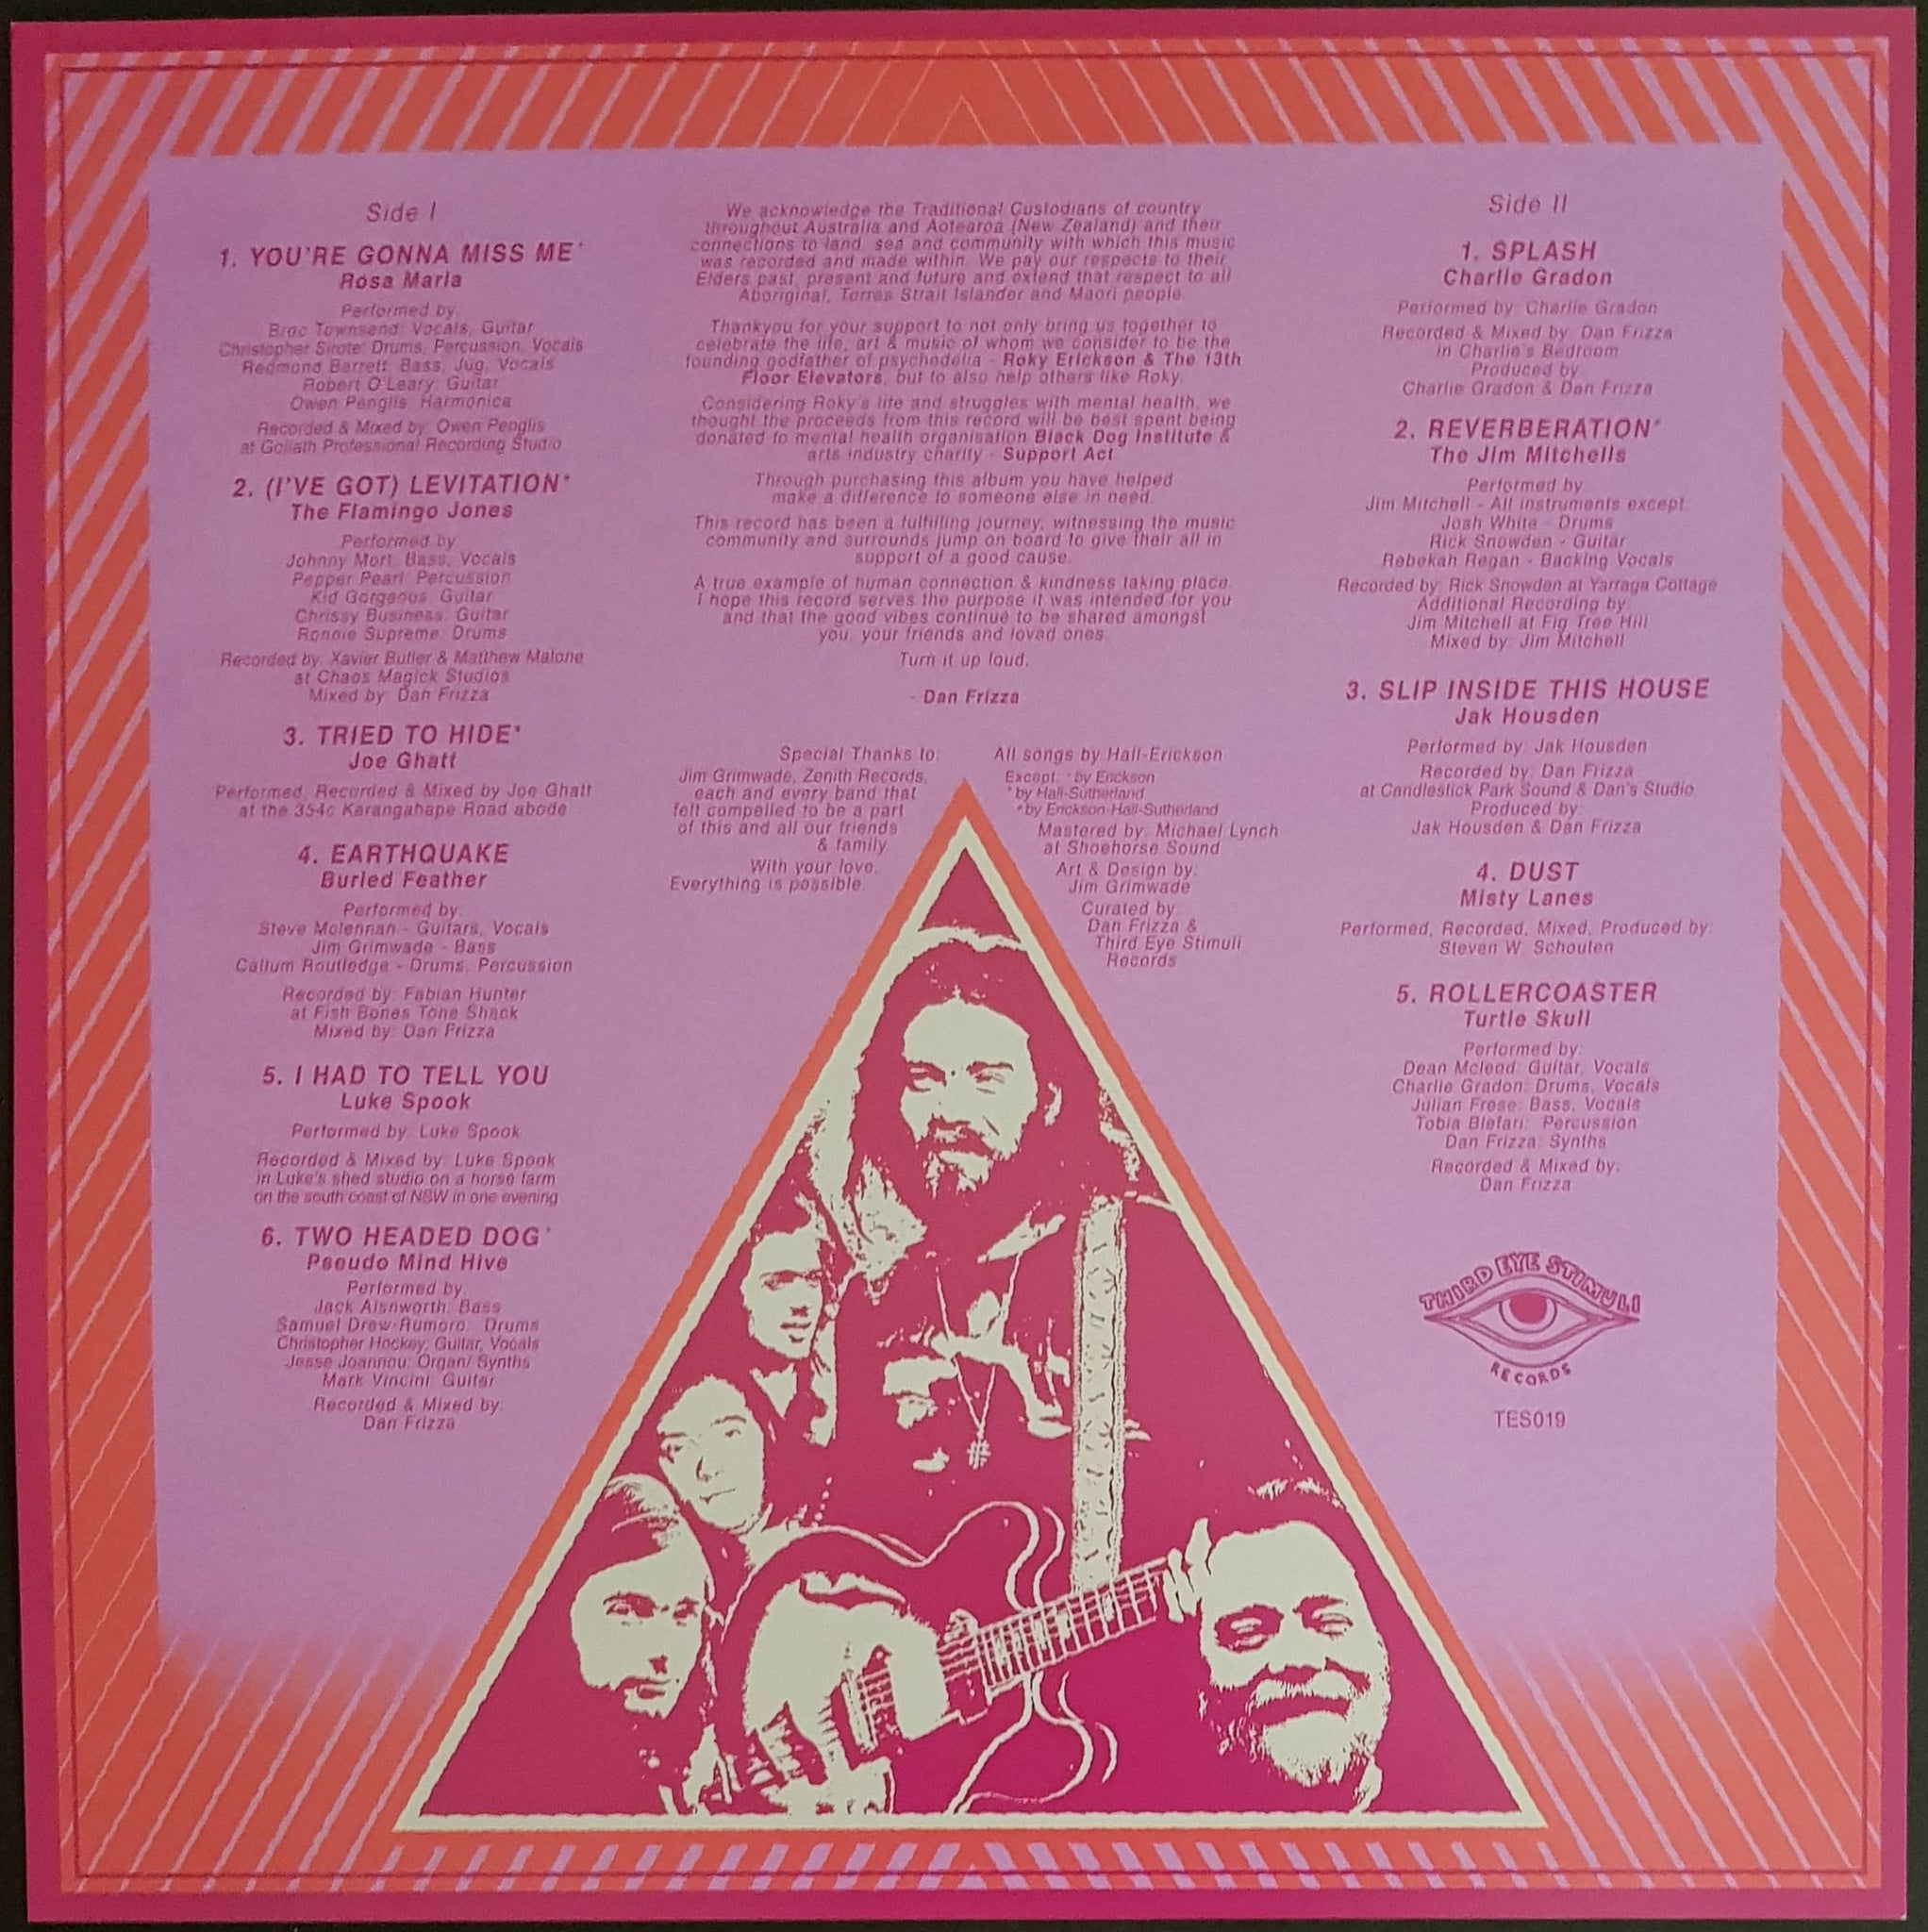 Side I
1. YOU'RE GONNA MISS ME*
Rosa Maria
Performed by:
Broc Townsend: Vocals, Guitar
Christopher Sirote: Drums, Percussion, Vocals
Redmond Barrett: Bass, Jug, Vocals
Robert O'Leary: Guitar
Owen Penglis: Harmonica
Recorded & Mixed by: Owen Penglis
at Goliath Professional Recording Studio
2. (I'VE GOT) LEVITATION*
The Flamingo Jones
Performed by:
Johnny Mort: Bass, Vocals
Pepper Pearl: Percussion
Kid Gorgeous: Guitar
Chrissy Business: Guitar
Ronnie Supreme: Drums
Recorded by: Xavier Butler & Matthew Malone
at Chaos Magick Studios
Mixed by: Dan Frizza
3. TRIED TO HIDE*
Joe Ghatt
Performed, Recorded & Mixed by Joe Ghatt
at the 354c Karangahape Road abode
4. EARTHQUAKE
Buried Feather
Performed by:
Steve Mclennan - Guitars, Vocals
Jim Grimwade - Bass
Callum Routledge - Drums, Percussion
Recorded by: Fabian Hunter
at Fish Bones Tone Shack
Mixed by: Dan Frizza
5. I HAD TO TELL YOU
Luke Spook
Performed by: Luke Spook
Recorded & Mixed by: Luke Spook
in Luke's shed studio on a horse farm
on the south coast of NSW in one evening
6. TWO HEADED DOG*
Pseudo Mind Hive
Performed by:
Jack Ainsworth: Bass
Samuel Drew-Rumoro: Drums
Christopher Hockey: Guitar, Vocals
Jesse Joannou: Organ/ Synths
Mark Vincini: Guitar
Recorded & Mixed by:
Dan Frizza
We acknowledge the Traditional Custodians of country
throughout Australia and Aotearoa (New Zealand) and their
connections to land, sea and community with which this music
was recorded and made within. We pay our respects to their
Elders past, present and future and extend that respect to all
Aboriginal, Torres Strait Islander and Maori people.
Thankyou for your support to not only bring us together to
celebrate the life, art & music of whom we consider to be the
founding godfather of psychedelia - Roky Erickson & The 13th
Floor Elevators, but to also help others like Roky.
Considering Roky's life and struggles with mental health, we
thought the proceeds from this record will be best spent being
donated to mental health organisation Black Dog Institute &
arts industry charity - Support Act.
Through purchasing this album you have helped
make a difference to someone else in need.
This record has been a fulfilling journey, witnessing the music
community and surrounds jump on board to give their all in
support of a good cause.
A true example of human connection & kindness taking place.
I hope this record serves the purpose it was intended for you
and that the good vibes continue to be shared amongst
you, your friends and loved ones.
Turn it up loud.
- Dan Frizza
Special Thanks to:
Jim Grimwade, Zenith Records,
each and every band that
felt compelled to be a part
of this and all our friends
& family.
With your love,
Everything is possible.
All songs by Hall-Erickson
Except: * by Erickson
* by Hall-Sutherland
* by Erickson-Hall-Sutherland
Mastered by: Michael Lynch
at Shoehorse Sound
Art & Design by:
Jim Grimwade
Curated by:
Dan Frizza &
Third Eye Stimuli
Records
Side II
1. SPLASH
Charlie Gradon
Performed by: Charlie Gradon
Recorded & Mixed by: Dan Frizza
in Charlie's Bedroom
Produced by:
Charlie Gradon & Dan Frizza
2. REVERBERATION*
The Jim Mitchells
Performed by:
Jim Mitchell - All instruments except:
Josh White - Drums
Rick Snowden - Guitar
Rebekah Regan - Backing Vocals
Recorded by: Rick Snowden at Yarraga Cottage
Additional Recording by:
Jim Mitchell at Fig Tree Hill
Mixed by: Jim Mitchell
3. SLIP INSIDE THIS HOUSE
Jak Housden
Performed by: Jak Housden
Recorded by: Dan Frizza
at Candlestick Park Sound & Dan's Studio
Produced by:
Jak Housden & Dan Frizza
4. DUST
Misty Lanes
Performed, Recorded, Mixed, Produced by:
Steven W. Schouten
5. ROLLERCOASTER
Turtle Skull
Performed by:
Dean Mcleod: Guitar, Vocals
Charlie Gradon: Drums, Vocals
Julian Frese: Bass, Vocals
Tobia Blefari: Percussion
Dan Frizza: Synths
Recorded & Mixed by:
Dan Frizza
THIRD EYE STIMULI
RECORDS
TES019